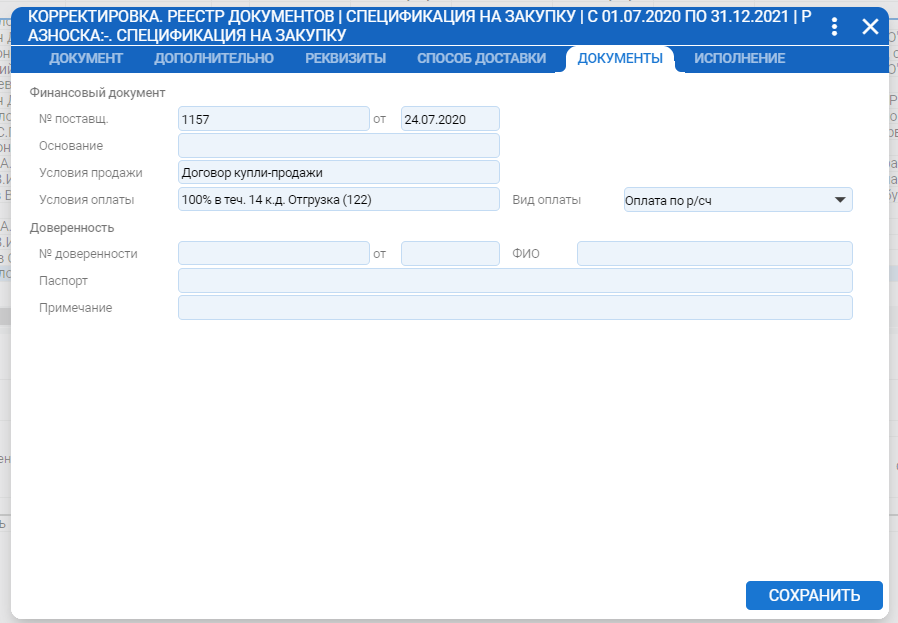 КОРРЕКТИРОВКА. РЕЕСТР ДОКУМЕНТОВ | СПЕЦИФИКАЦИЯ НА ЗАКУПКУ | С 01.07.2020 ПО 31.12.2021 | Р
АЗНОСКА:-. СПЕЦИФИКАЦИЯ НА ЗАКУПКУ
ДОКУМЕНТ ДОПОЛНИТЕЛЬНО РЕКВИЗИТЫ СПОСОБ ДОСТАВКИ ДОКУМЕНТЫ ИСПОЛНЕНИЕ
Финансовый документ
№ поставщ. 1157 от 24.07.2020
Основание
Условия продажи Договор купли-продажи
Условия оплаты 100% в теч. 14 к.д. Отгрузка (122) Вид оплаты Оплата по р/сч
Доверенность
№ доверенности от ФИО
Паспорт
Примечание
СОХРАНИТЬ